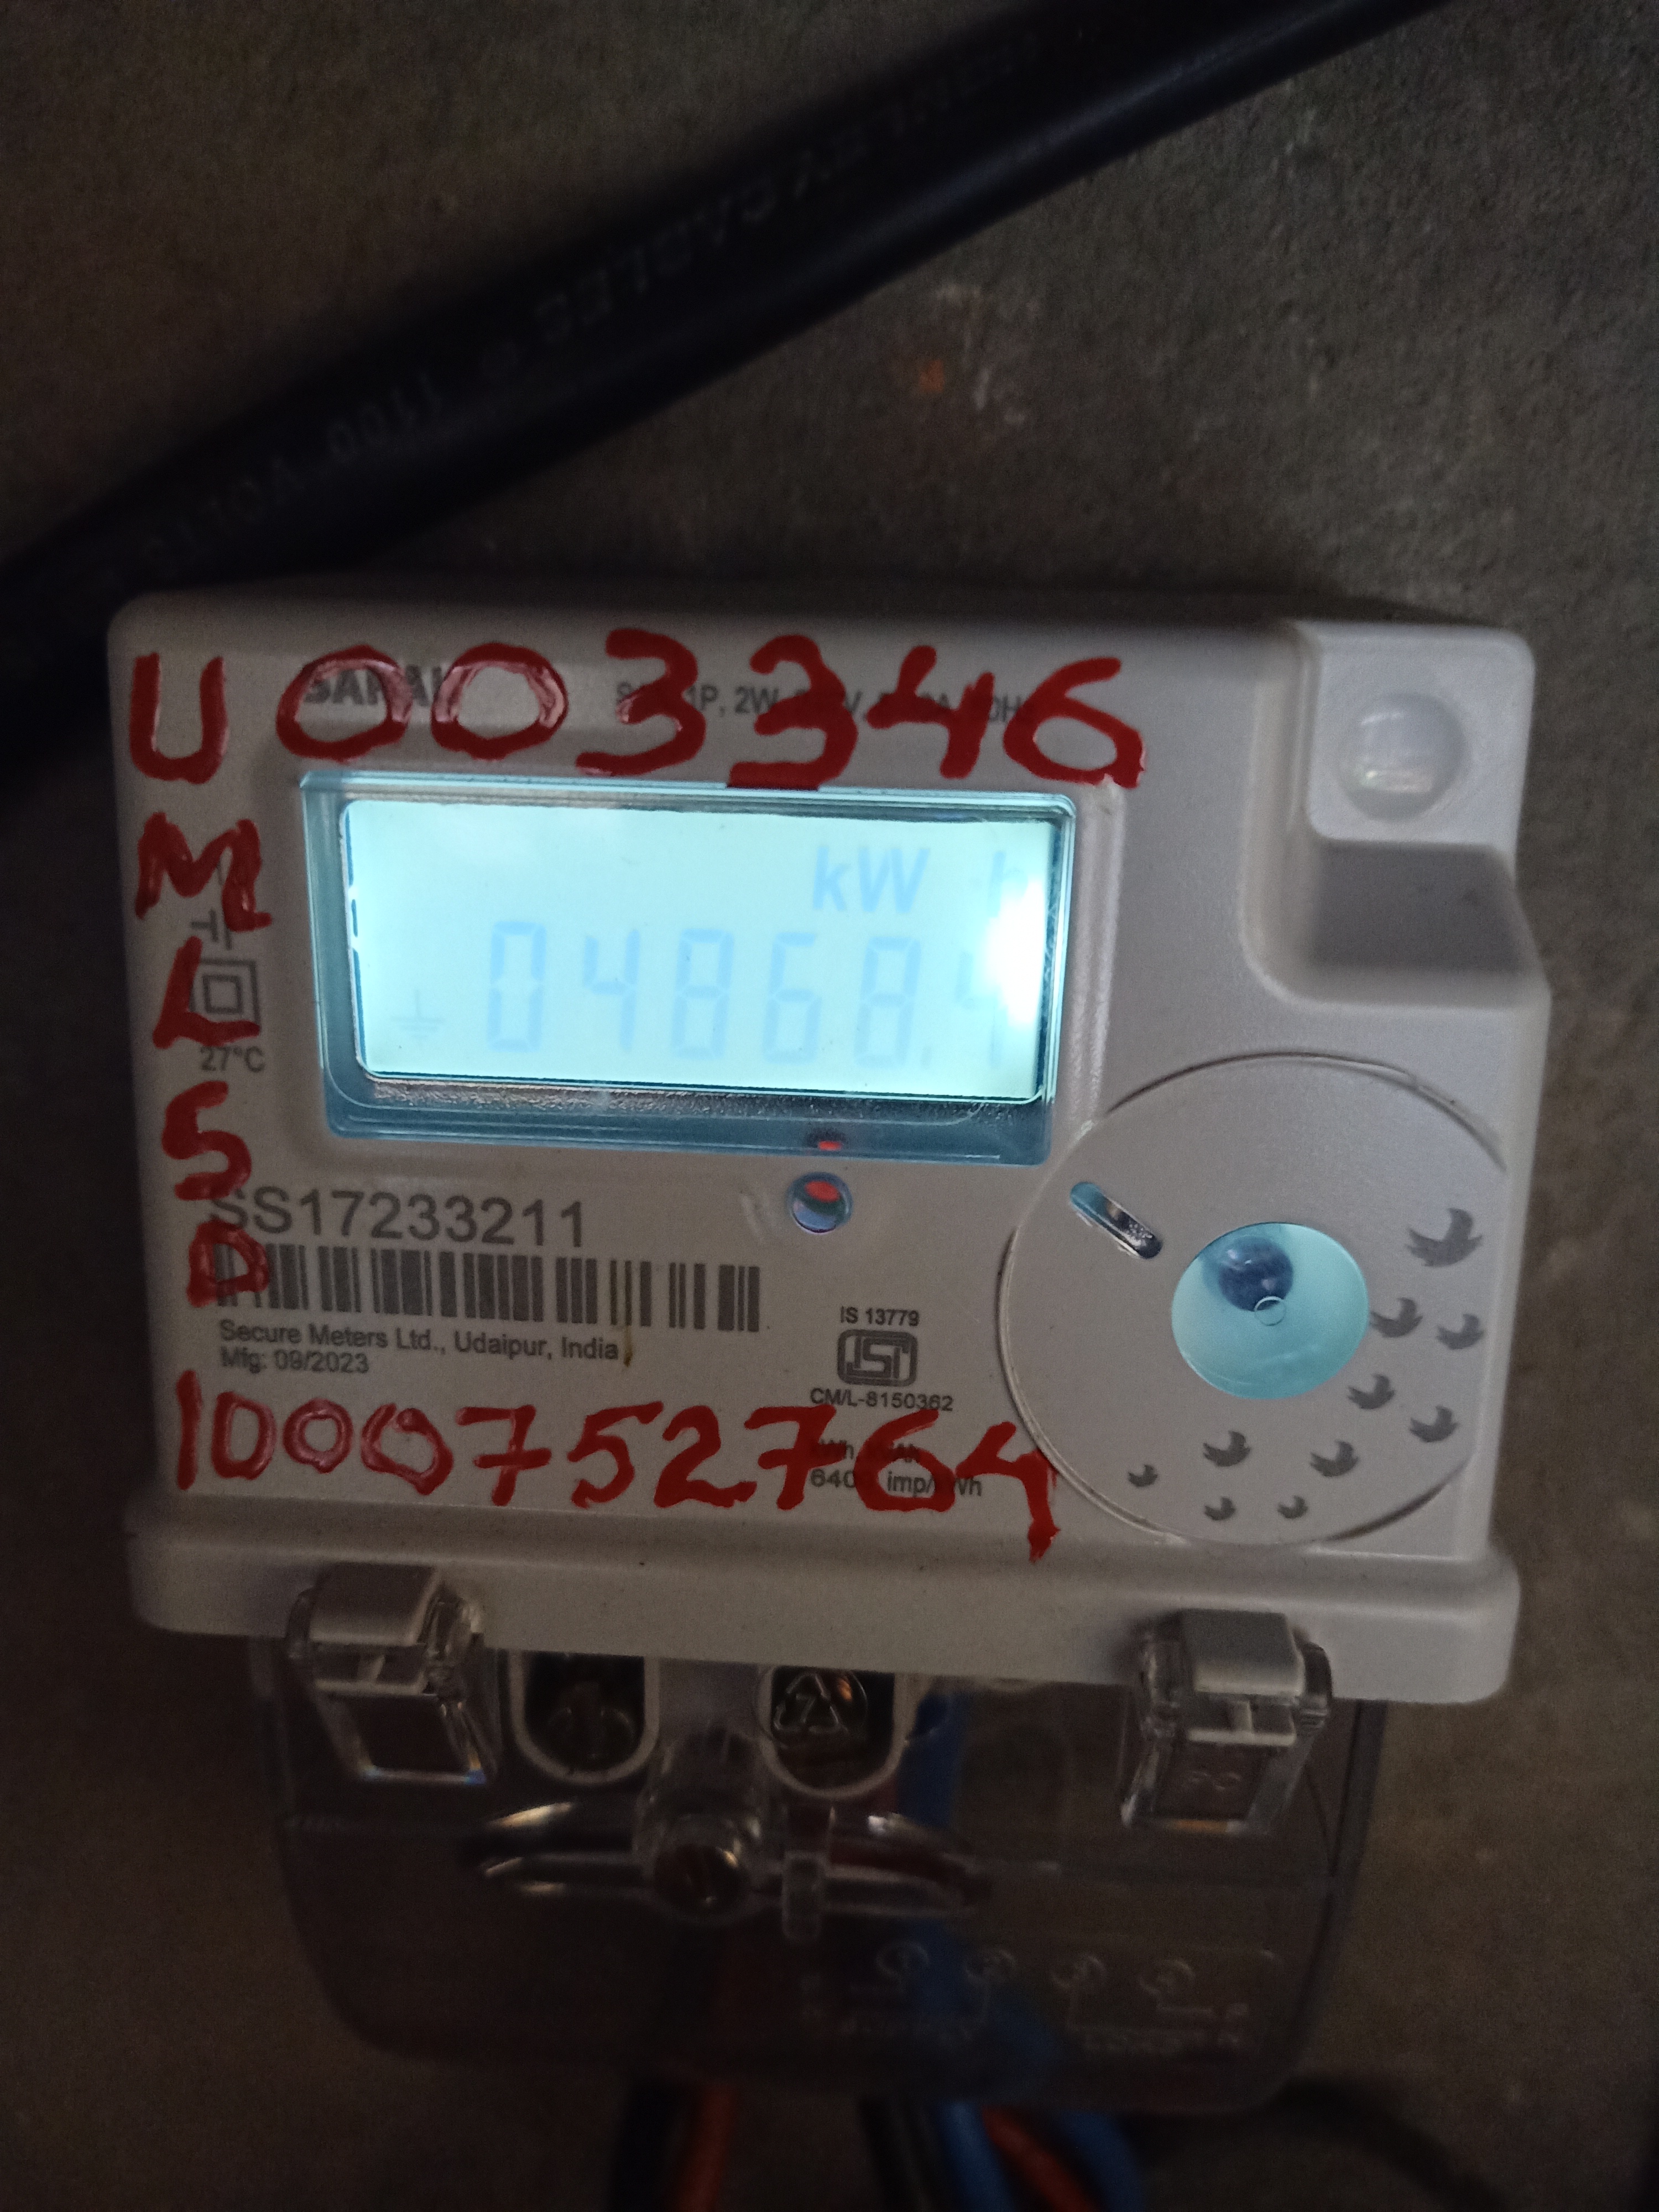 U003346
kW h
04868.4
M
L
S
D
27°C
SS17233211
Secure Meters Ltd., Udaipur, India
Mfg: 09/2023
IS 13779
ISI
CM/L-8150362
1000752764
imp/kWh